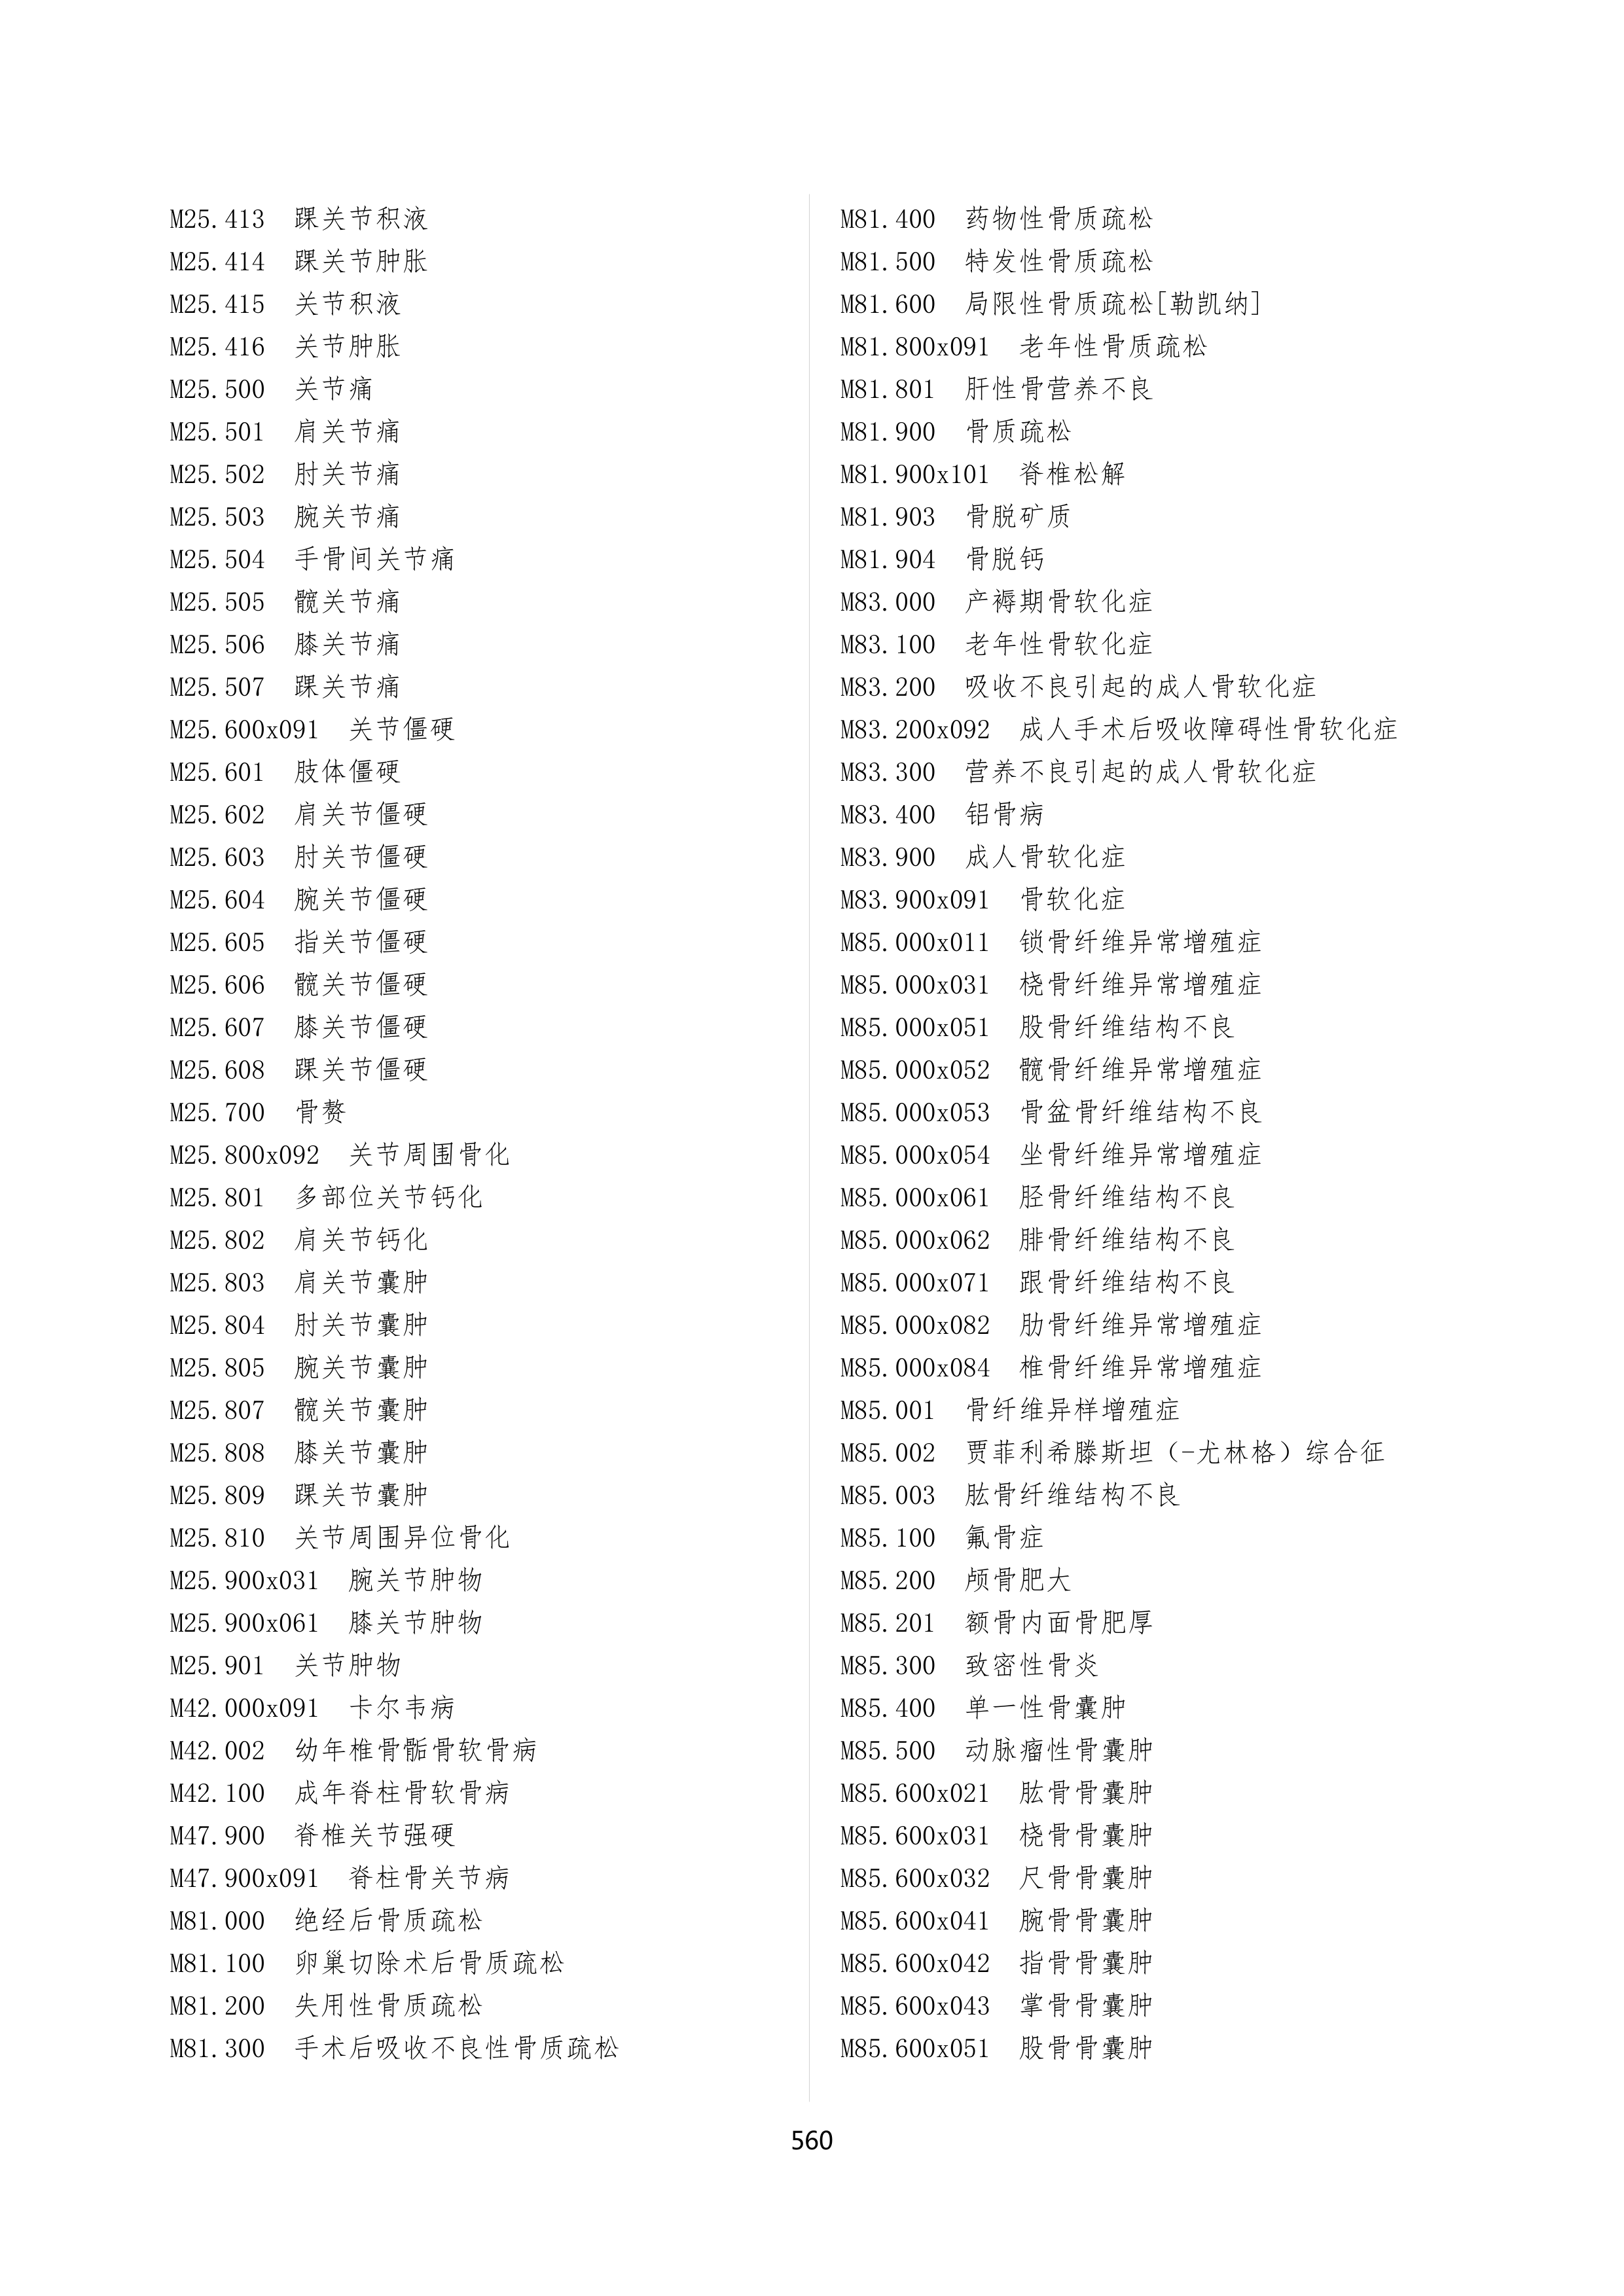 M25.413 踝关节积液
M25.414 踝关节肿胀
M25.415 关节积液
M25.416 关节肿胀
M25.500 关节痛
M25.501 肩关节痛
M25.502 肘关节痛
M25.503 腕关节痛
M25.504 手骨间关节痛
M25.505 髋关节痛
M25.506 膝关节痛
M25.507 踝关节痛
M25.600x091 关节僵硬
M25.601 肢体僵硬
M25.602 肩关节僵硬
M25.603 肘关节僵硬
M25.604 腕关节僵硬
M25.605 指关节僵硬
M25.606 髋关节僵硬
M25.607 膝关节僵硬
M25.608 踝关节僵硬
M25.700 骨赘
M25.800x092 关节周围骨化
M25.801 多部位关节钙化
M25.802 肩关节钙化
M25.803 肩关节囊肿
M25.804 肘关节囊肿
M25.805 腕关节囊肿
M25.807 髋关节囊肿
M25.808 膝关节囊肿
M25.809 踝关节囊肿
M25.810 关节周围异位骨化
M25.900x031 腕关节肿物
M25.900x061 膝关节肿物
M25.901 关节肿物
M42.000x091 卡尔韦病
M42.002 幼年椎骨骺骨软骨病
M42.100 成年脊柱骨软骨病
M47.900 脊椎关节强硬
M47.900x091 脊柱骨关节病
M81.000 绝经后骨质疏松
M81.100 卵巢切除术后骨质疏松
M81.200 失用性骨质疏松
M81.300 手术后吸收不良性骨质疏松
M81.400 药物性骨质疏松
M81.500 特发性骨质疏松
M81.600 局限性骨质疏松[勒凯纳]
M81.800x091 老年性骨质疏松
M81.801 肝性骨营养不良
M81.900 骨质疏松
M81.900x101 脊椎松解
M81.903 骨脱矿质
M81.904 骨脱钙
M83.000 产褥期骨软化症
M83.100 老年性骨软化症
M83.200 吸收不良引起的成人骨软化症
M83.200x092 成人手术后吸收障碍性骨软化症
M83.300 营养不良引起的成人骨软化症
M83.400 铝骨病
M83.900 成人骨软化症
M83.900x091 骨软化症
M85.000x011 锁骨纤维异常增殖症
M85.000x031 桡骨纤维异常增殖症
M85.000x051 股骨纤维结构不良
M85.000x052 髋骨纤维异常增殖症
M85.000x053 骨盆骨纤维结构不良
M85.000x054 坐骨纤维异常增殖症
M85.000x061 胫骨纤维结构不良
M85.000x062 腓骨纤维结构不良
M85.000x071 跟骨纤维结构不良
M85.000x082 肋骨纤维异常增殖症
M85.000x084 椎骨纤维异常增殖症
M85.001 骨纤维异样增殖症
M85.002 贾菲利希滕斯坦（-尤林格）综合征
M85.003 肱骨纤维结构不良
M85.100 氟骨症
M85.200 颅骨肥大
M85.201 额骨内面骨肥厚
M85.300 致密性骨炎
M85.400 单一性骨囊肿
M85.500 动脉瘤性骨囊肿
M85.600x021 肱骨骨囊肿
M85.600x031 桡骨骨囊肿
M85.600x032 尺骨骨囊肿
M85.600x041 腕骨骨囊肿
M85.600x042 指骨骨囊肿
M85.600x043 掌骨骨囊肿
M85.600x051 股骨骨囊肿
560